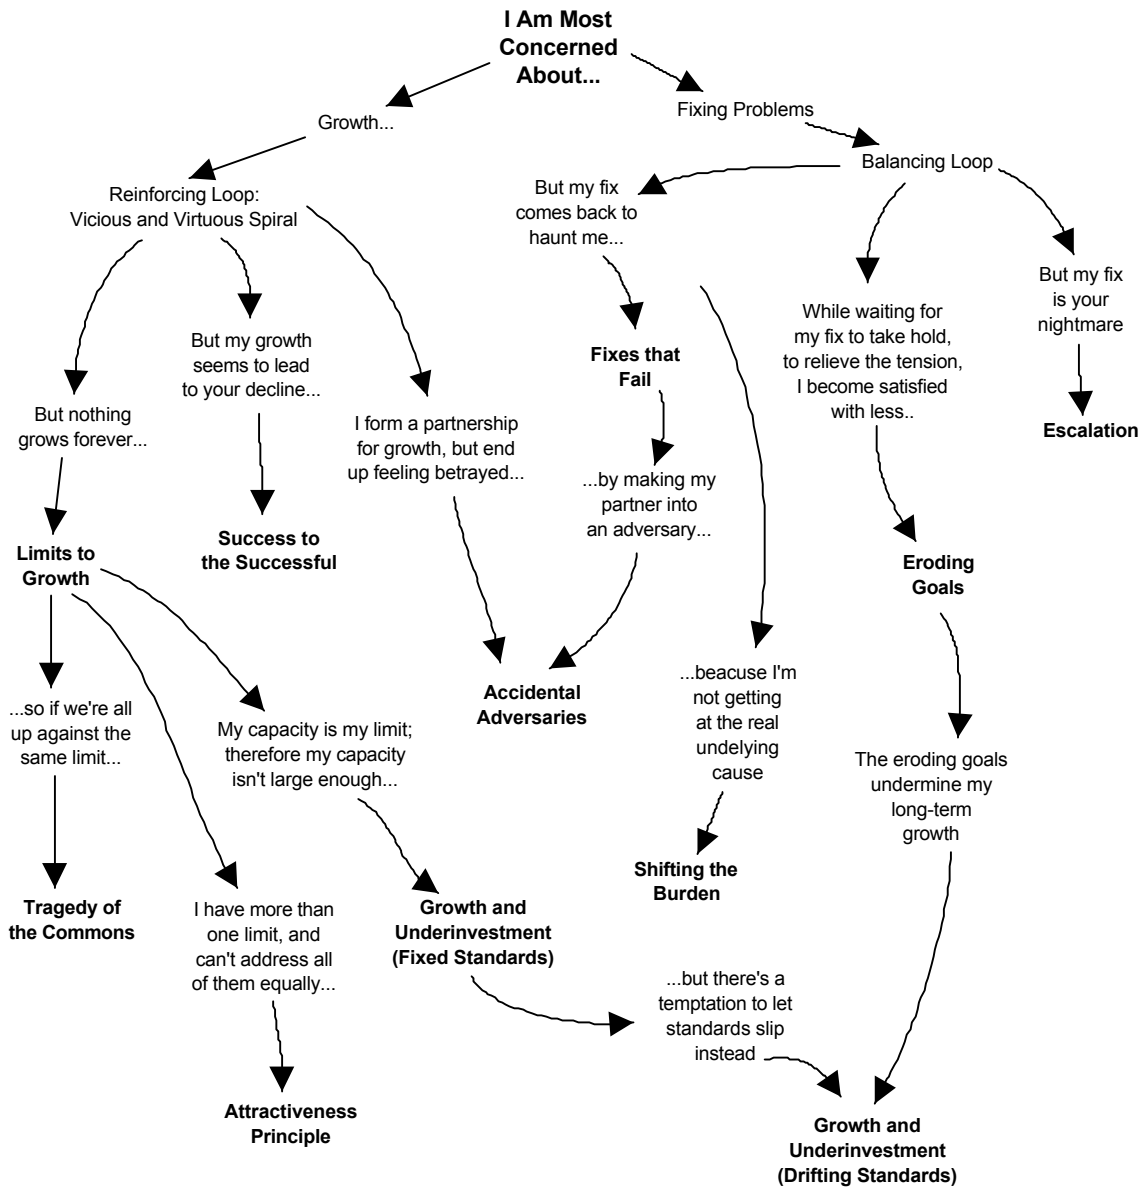 I Am Most
Concerned
About...
Growth...
Fixing Problems
Reinforcing Loop:
Vicious and Virtuous Spiral
Balancing Loop
But my fix
comes back to
haunt me...
But my fix
is your
nightmare
But my growth
seems to lead
to your decline...
While waiting for
my fix to take hold,
to relieve the tension,
I become satisfied
with less..
Fixes that
Fail
But nothing
grows forever...
I form a partnership
for growth, but end
up feeling betrayed...
Escalation
...by making my
partner into
an adversary...
Success to
the Successful
Limits to
Growth
Eroding
Goals
Accidental
Adversaries
...beacuse I'm
not getting
at the real
undelying
cause
...so if we're all
up against the
same limit...
My capacity is my limit;
therefore my capacity
isn't large enough...
The eroding goals
undermine my
long-term
growth
Shifting the
Burden
Tragedy of
the Commons
I have more than
one limit, and
can't address all
of them equally...
Growth and
Underinvestment
(Fixed Standards)
...but there's a
temptation to let
standards slip
instead
Attractiveness
Principle
Growth and
Underinvestment
(Drifting Standards)